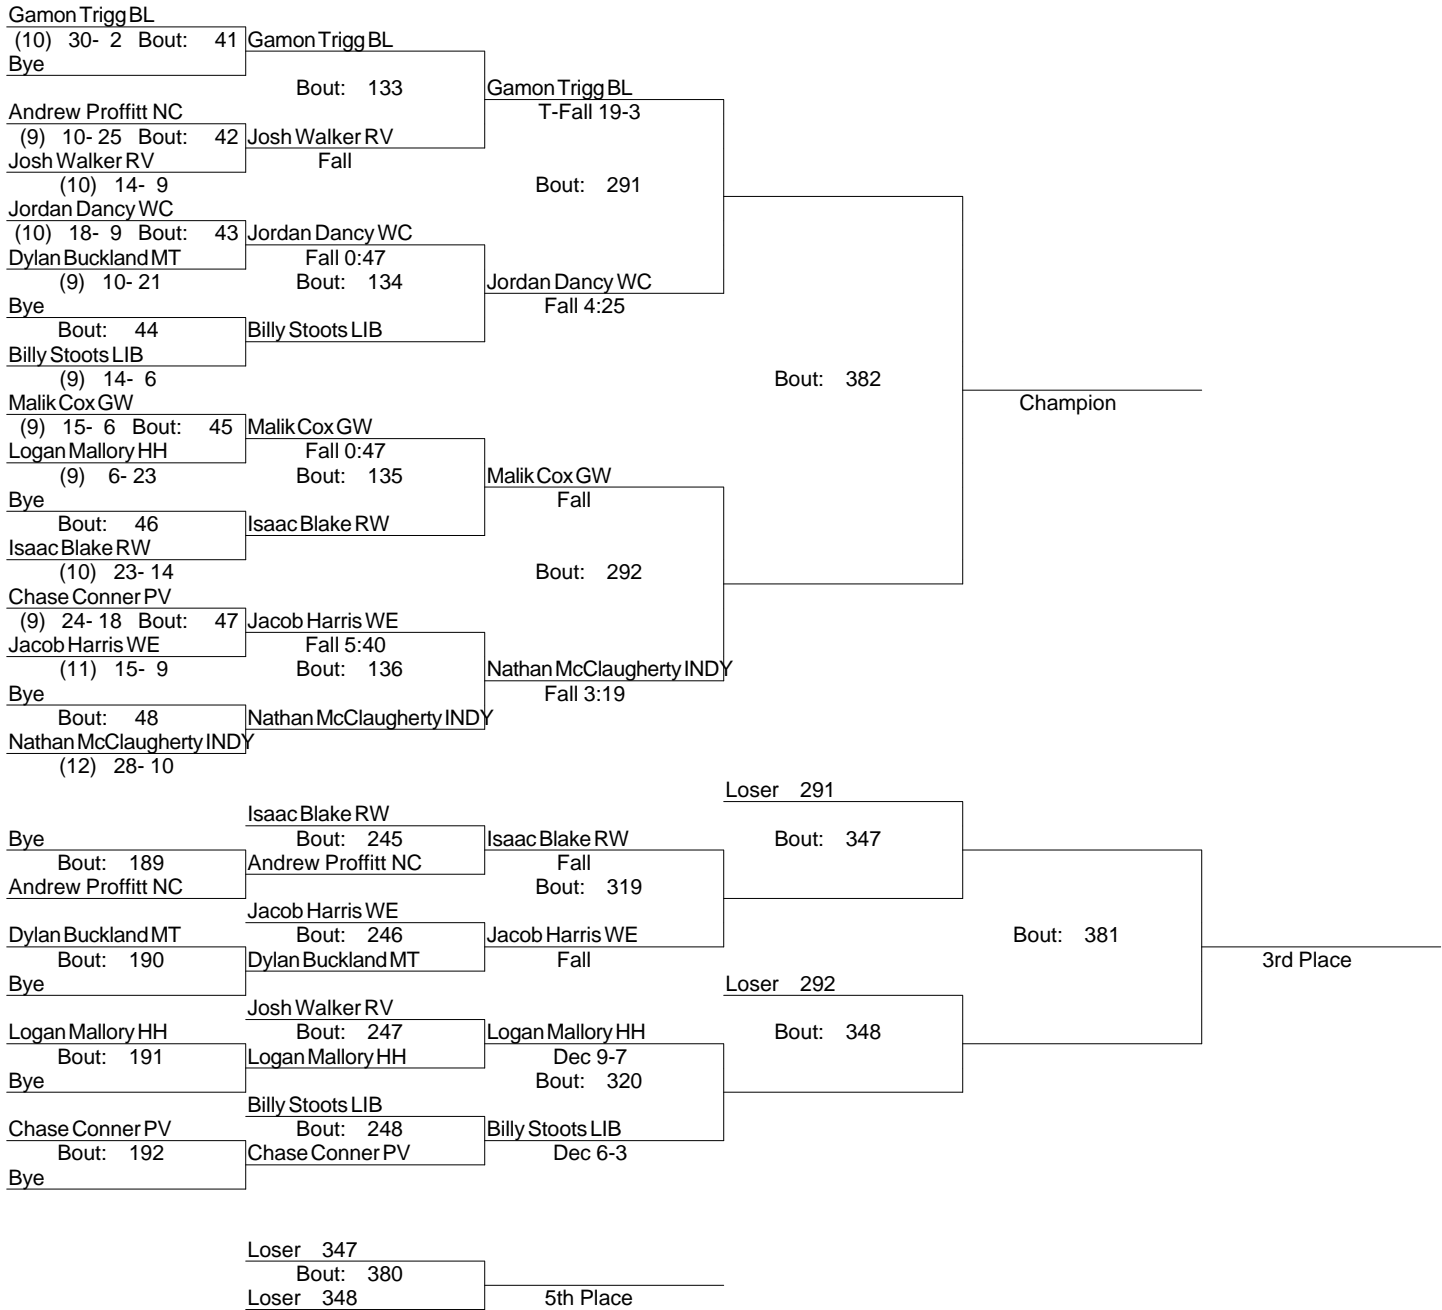 Gamon Trigg BL
(10) 30- 2 Bout: 41 Gamon Trigg BL
Bye
Bout: 133 Gamon Trigg BL
Andrew Proffitt NC T-Fall 19-3
(9) 10- 25 Bout: 42 Josh Walker RV
Josh Walker RV Fall
(10) 14- 9 Bout: 291
Jordan Dancy WC
(10) 18- 9 Bout: 43 Jordan Dancy WC
Dylan Buckland MT Fall 0:47
(9) 10- 21 Bout: 134 Jordan Dancy WC
Bye Fall 4:25
Bout: 44 Billy Stoots LIB
Billy Stoots LIB
(9) 14- 6 Bout: 382
Malik Cox GW Champion
(9) 15- 6 Bout: 45 Malik Cox GW
Logan Mallory HH Fall 0:47
(9) 6- 23 Bout: 135 Malik Cox GW
Bye Fall
Bout: 46 Isaac Blake RW
Isaac Blake RW
(10) 23- 14 Bout: 292
Chase Conner PV
(9) 24- 18 Bout: 47 Jacob Harris WE
Jacob Harris WE Fall 5:40
(11) 15- 9 Bout: 136 Nathan McClaugherty INDY
Bye Fall 3:19
Bout: 48 Nathan McClaugherty INDY
Nathan McClaugherty INDY
(12) 28- 10
Loser 291
Isaac Blake RW
Bye Bout: 245 Isaac Blake RW Bout: 347
Bout: 189 Andrew Proffitt NC Fall
Andrew Proffitt NC Bout: 319
Jacob Harris WE
Dylan Buckland MT Bout: 246 Jacob Harris WE Bout: 381
Bout: 190 Dylan Buckland MT Fall 3rd Place
Bye Loser 292
Josh Walker RV
Logan Mallory HH Bout: 247 Logan Mallory HH Bout: 348
Bout: 191 Logan Mallory HH Dec 9-7
Bye Bout: 320
Billy Stoots LIB
Chase Conner PV Bout: 248 Billy Stoots LIB
Bout: 192 Chase Conner PV Dec 6-3
Bye
Loser 347
Bout: 380
Loser 348 5th Place